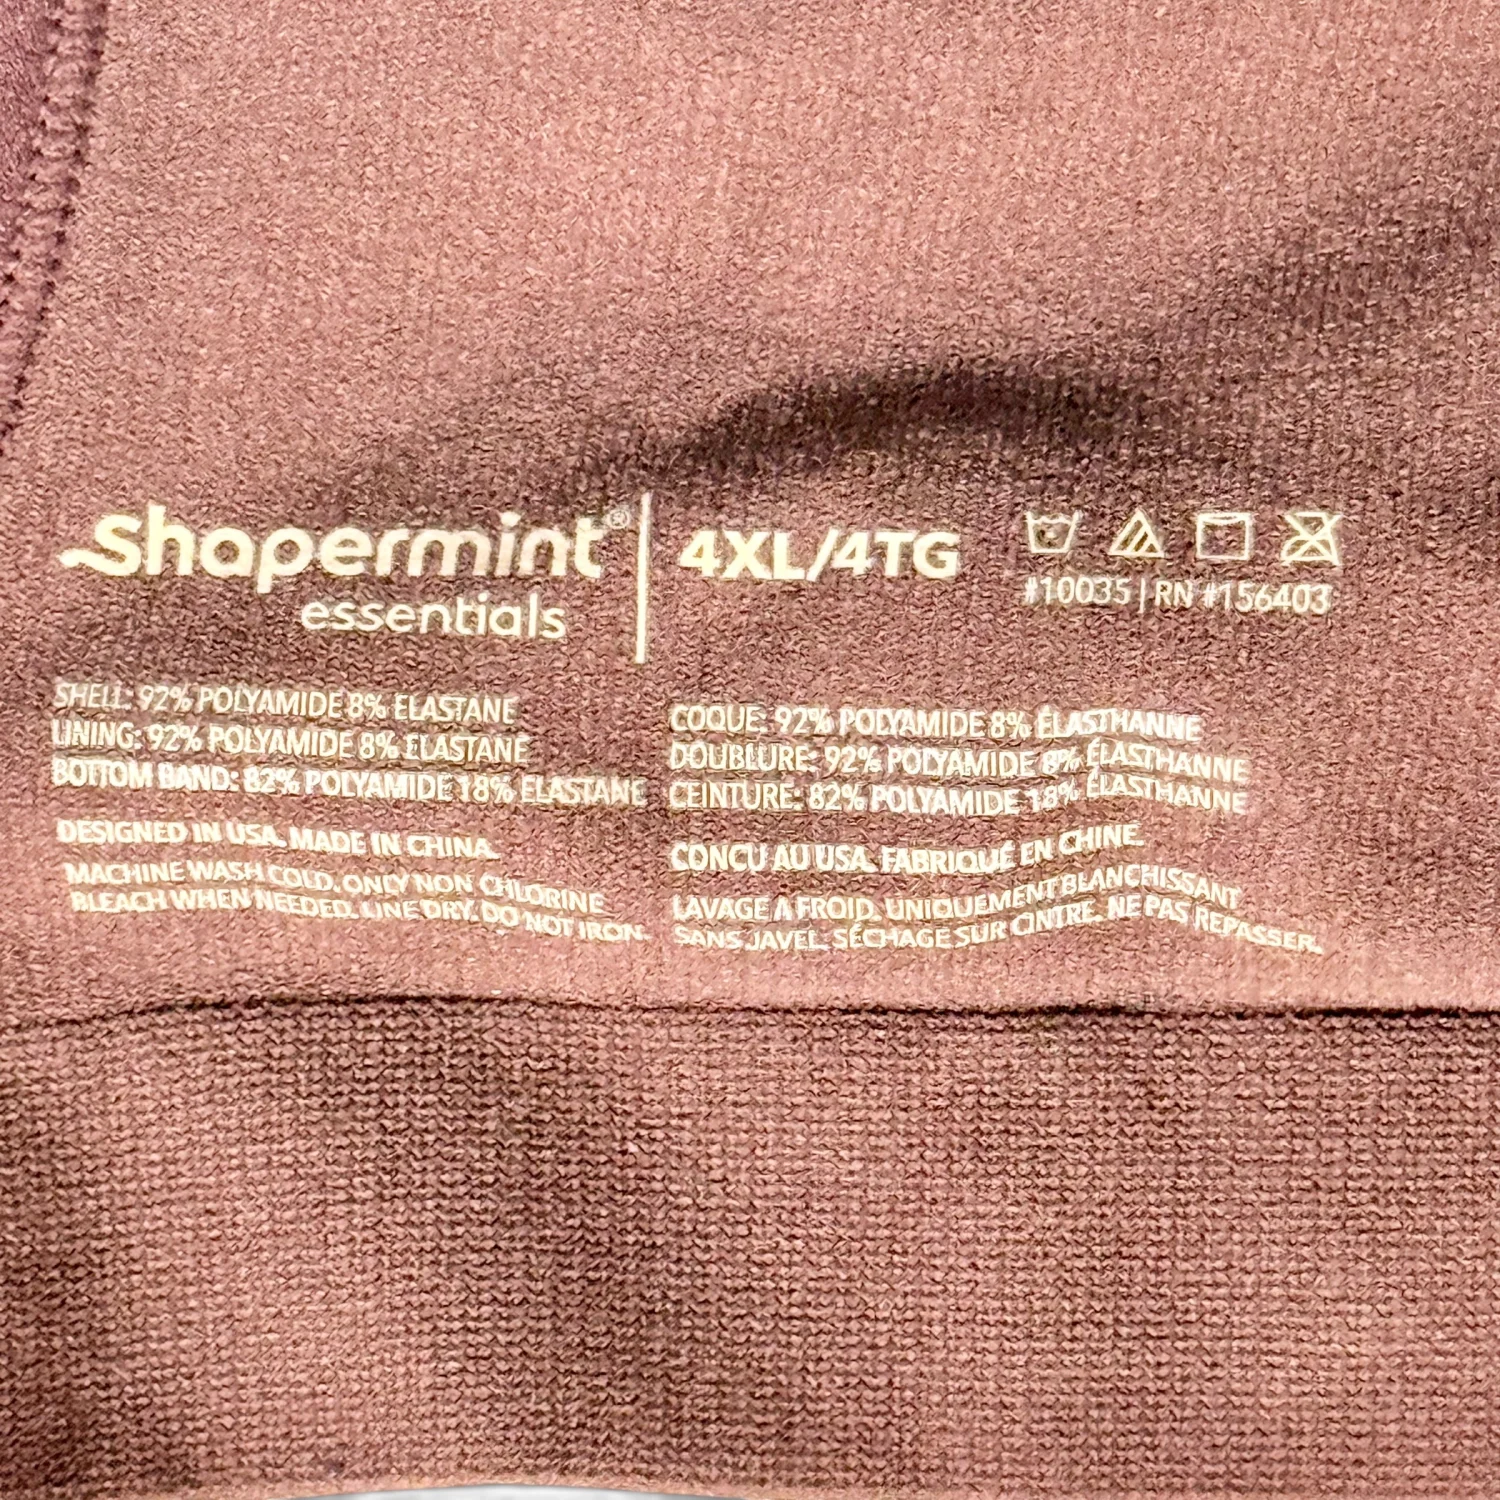 Shapermint®
essentials
4XL/4TG
#10035 | RN #156403
SHELL: 92% POLYAMIDE 8% ELASTANE
LINING: 92% POLYAMIDE 8% ELASTANE
BOTTOM BAND: 82% POLYAMIDE 18% ELASTANE
DESIGNED IN USA. MADE IN CHINA.
MACHINE WASH COLD. ONLY NON CHLORINE
BLEACH WHEN NEEDED. LINE DRY. DO NOT IRON.
COQUE: 92% POLYAMIDE 8% ÉLASTHANNE
DOUBLURE: 92% POLYAMIDE 8% ÉLASTHANNE
CEINTURE: 82% POLYAMIDE 18% ÉLASTHANNE
CONCU AU USA. FABRIQUÉ EN CHINE.
LAVAGE A FROID. UNIQUEMENT BLANCHISSANT
SANS JAVEL. SÉCHAGE SUR CINTRE. NE PAS REPASSER.